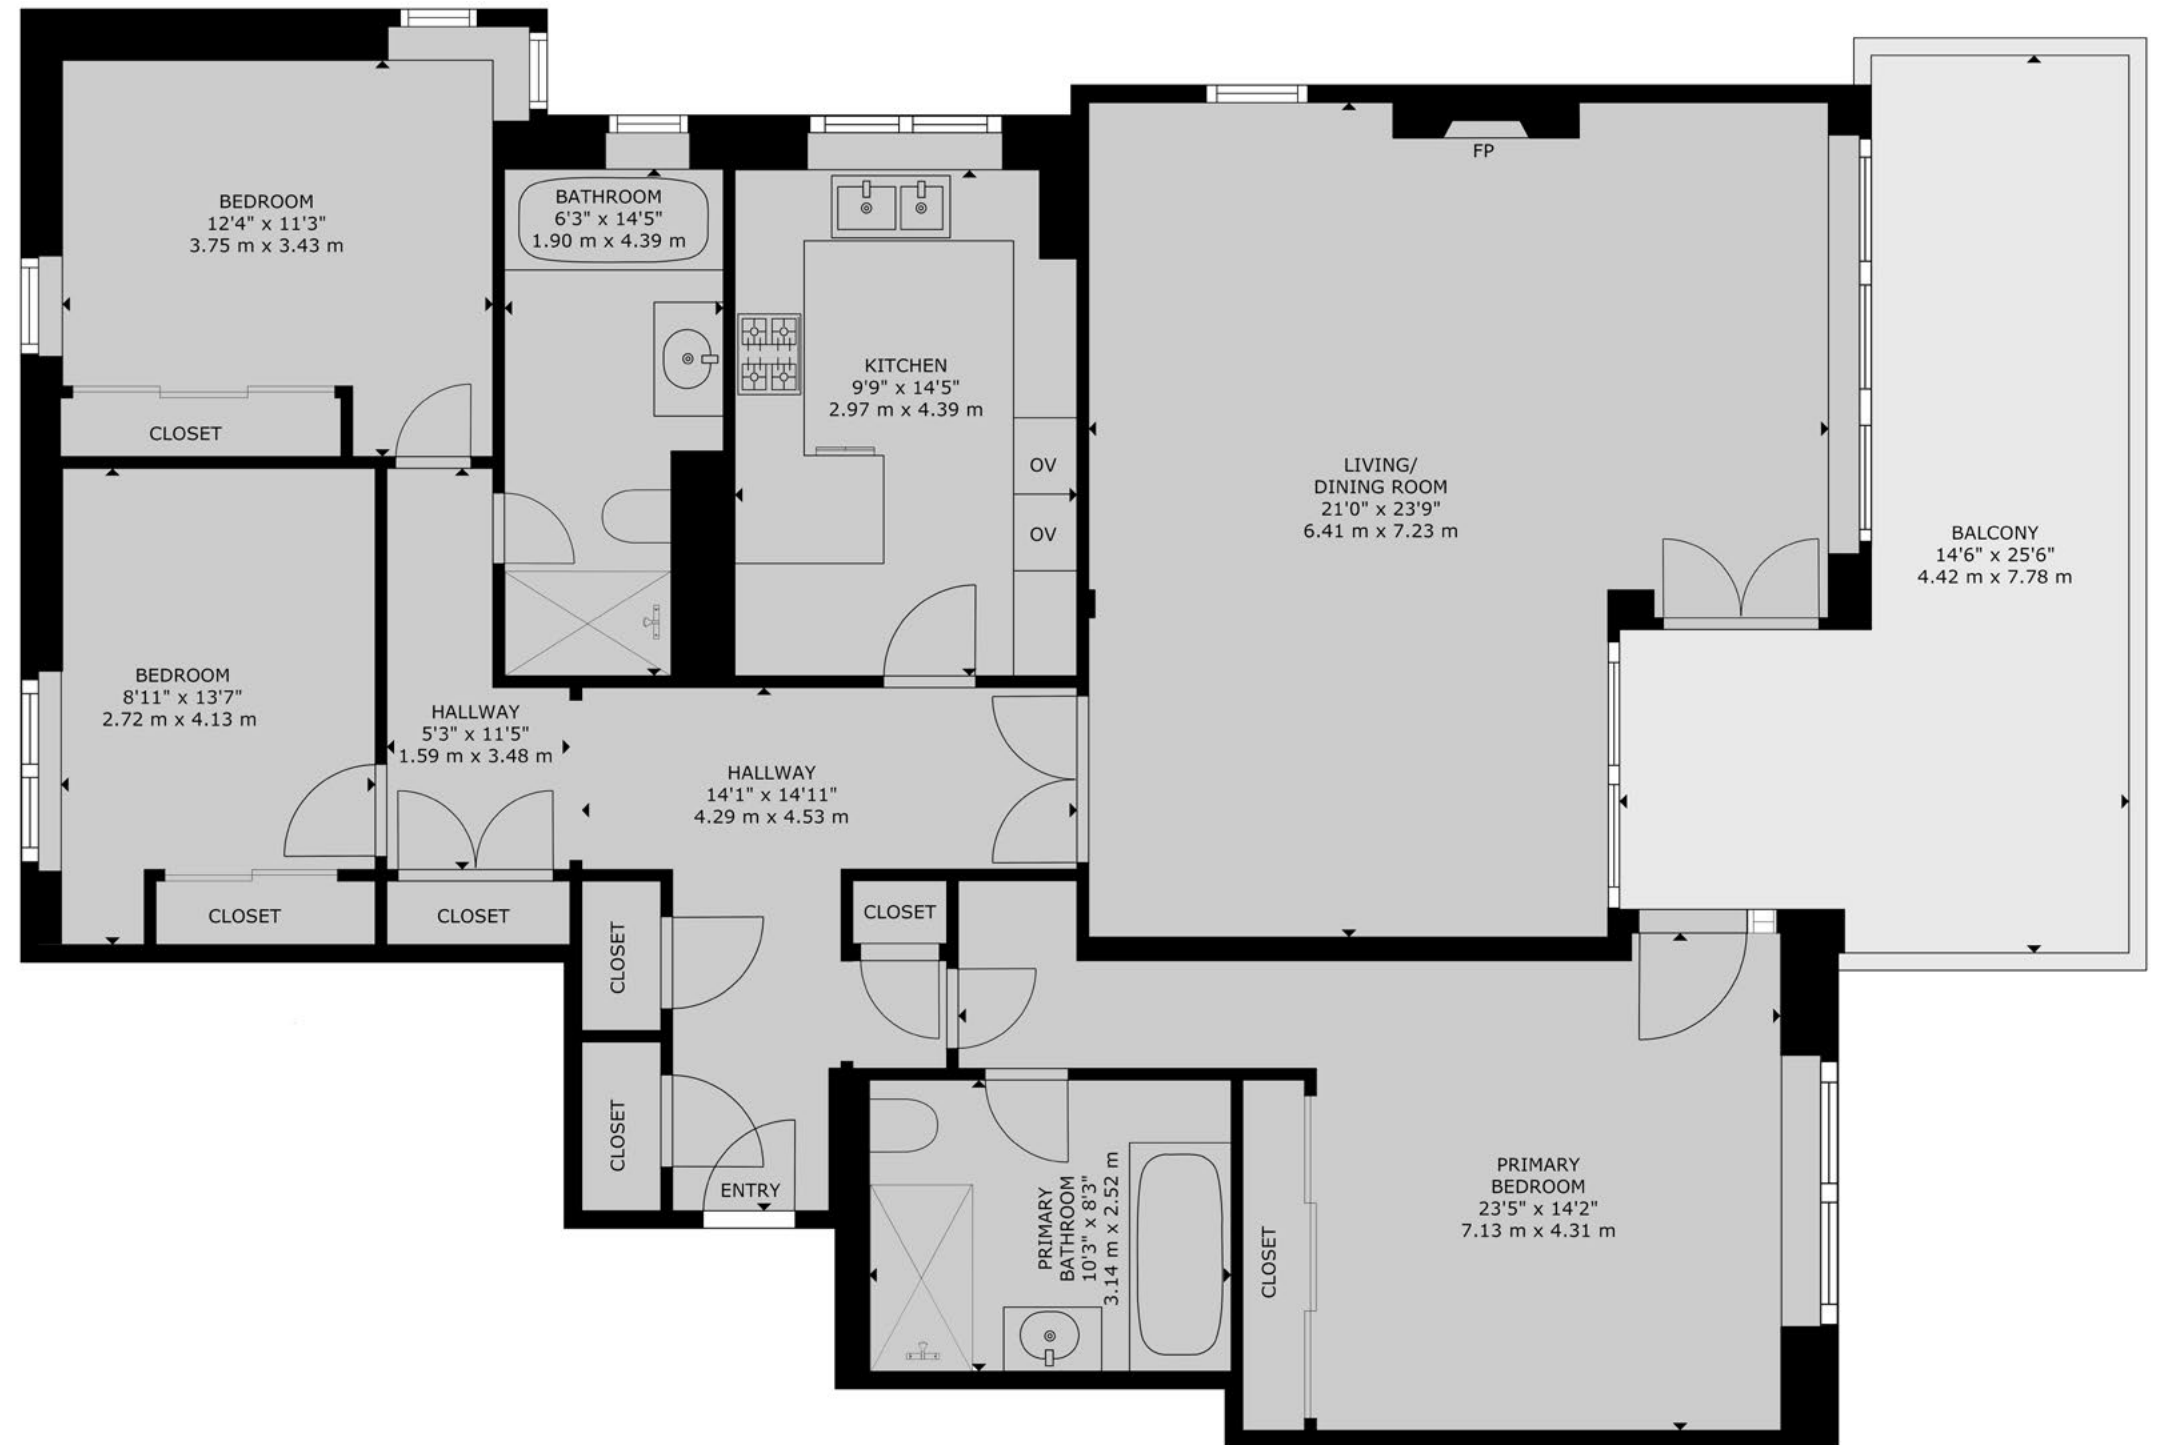 BEDROOM
12'4" x 11'3"
3.75 m x 3.43 m
CLOSET
BATHROOM
6'3" x 14'5"
1.90 m x 4.39 m
KITCHEN
9'9" x 14'5"
2.97 m x 4.39 m
OV
OV
FP
LIVING/
DINING ROOM
21'0" x 23'9"
6.41 m x 7.23 m
BALCONY
14'6" x 25'6"
4.42 m x 7.78 m
BEDROOM
8'11" x 13'7"
2.72 m x 4.13 m
CLOSET
HALLWAY
5'3" x 11'5"
1.59 m x 3.48 m
CLOSET
HALLWAY
14'1" x 14'11"
4.29 m x 4.53 m
CLOSET
CLOSET
CLOSET
ENTRY
PRIMARY
BATHROOM
10'3" x 8'3"
3.14 m x 2.52 m
CLOSET
PRIMARY
BEDROOM
23'5" x 14'2"
7.13 m x 4.31 m